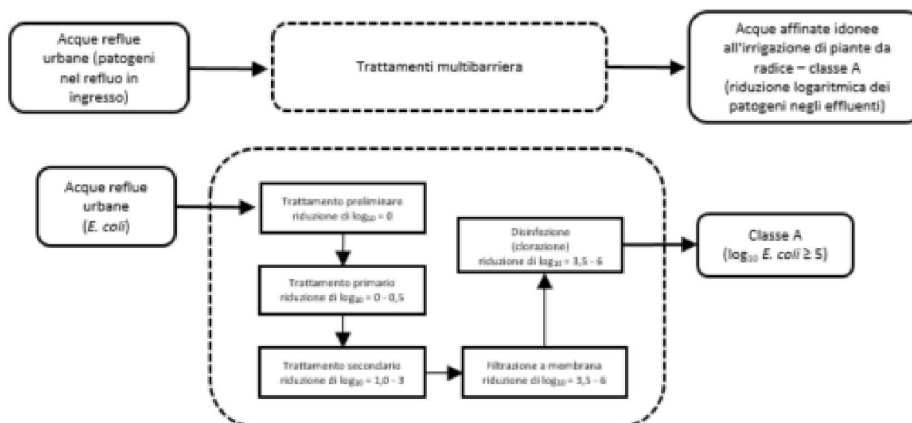 Acque reflue
urbane (patogeni
nel refluo in
ingresso)
Trattamenti multibarriera
Acque affinate idonee
all'irrigazione di piante da
radice – classe A
(riduzione logaritmica dei
patogeni negli effluenti)
Acque reflue
urbane
(E. coli)
Trattamento preliminare
riduzione di log₁₀ = 0
Trattamento primario
riduzione di log₁₀ = 0 - 0,5
Trattamento secondario
riduzione di log₁₀ = 1,0 - 3
Filtrazione a membrana
riduzione di log₁₀ = 3,5 - 6
Disinfezione
(clorazione)
riduzione di log₁₀ = 3,5 - 6
Classe A
(log₁₀ E. coli ≥ 5)